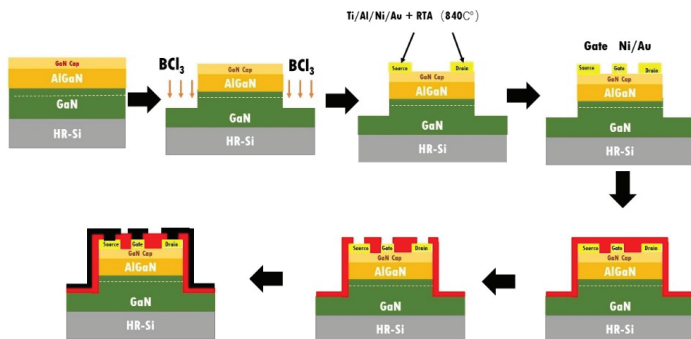 GaN Cap
AlGaN
GaN
HR-Si
BCl3
BCl3
GaN Cap
AlGaN
GaN
HR-Si
Ti/Al/Ni/Au + RTA (840C°)
Source
Drain
GaN Cap
AlGaN
GaN
HR-Si
Gate Ni/Au
Source Gate Drain
GaN Cap
AlGaN
GaN
HR-Si
Source Gate Drain
GaN Cap
AlGaN
GaN
HR-Si
Source Gate Drain
GaN Cap
AlGaN
GaN
HR-Si
Source Gate Drain
GaN Cap
AlGaN
GaN
HR-Si